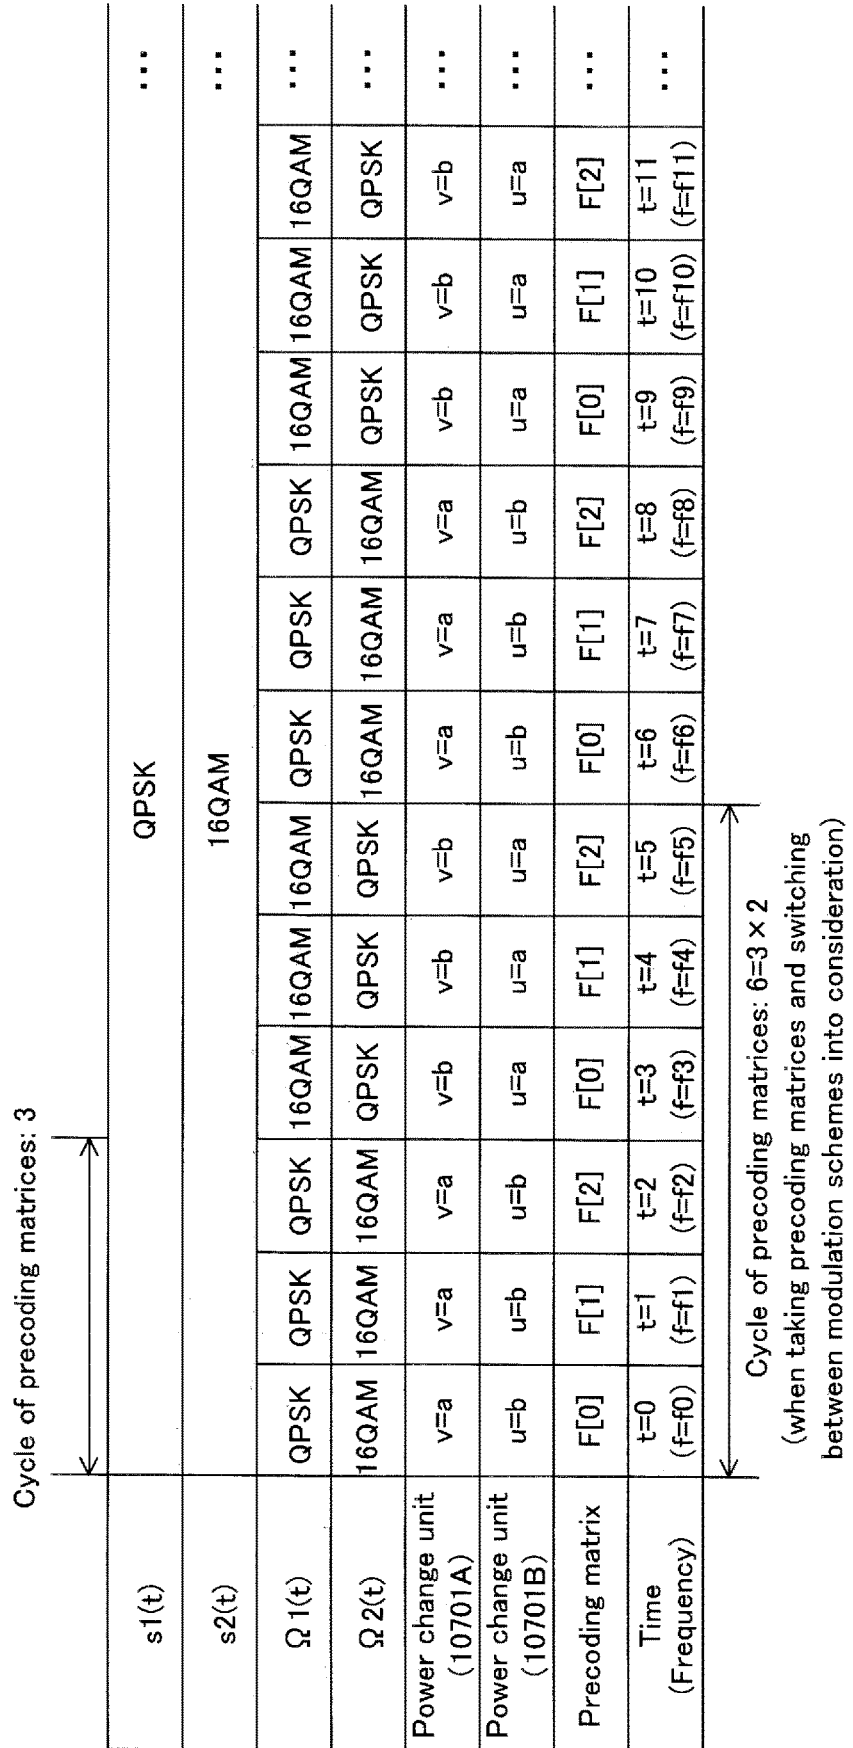 Cycle of precoding matrices: 3
s1(t) QPSK ...
s2(t) 16QAM ...
Ω1(t) QPSK QPSK QPSK 16QAM 16QAM 16QAM QPSK QPSK QPSK 16QAM 16QAM 16QAM ...
Ω2(t) 16QAM 16QAM 16QAM QPSK QPSK QPSK 16QAM 16QAM 16QAM QPSK QPSK QPSK ...
Power change unit
(10701A) v=a v=a v=a v=b v=b v=b v=a v=a v=a v=b v=b v=b ...
Power change unit
(10701B) u=b u=b u=b u=a u=a u=a u=b u=b u=b u=a u=a u=a ...
Precoding matrix F[0] F[1] F[2] F[0] F[1] F[2] F[0] F[1] F[2] F[0] F[1] F[2] ...
Time t=0 t=1 t=2 t=3 t=4 t=5 t=6 t=7 t=8 t=9 t=10 t=11 ...
(Frequency) (f=f0) (f=f1) (f=f2) (f=f3) (f=f4) (f=f5) (f=f6) (f=f7) (f=f8) (f=f9) (f=f10) (f=f11)
Cycle of precoding matrices: 6=3×2
(when taking precoding matrices and switching
between modulation schemes into consideration)